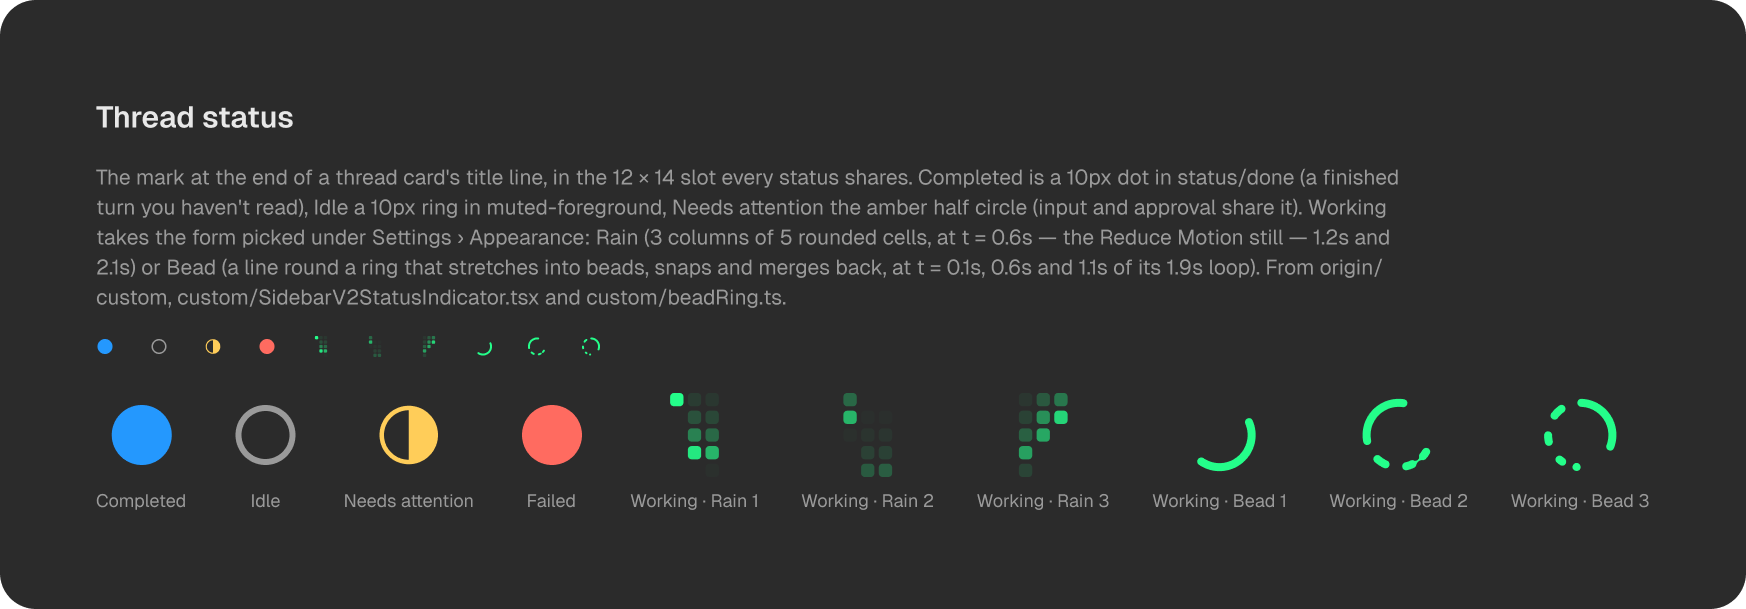 Thread status
The mark at the end of a thread card's title line, in the 12 × 14 slot every status shares. Completed is a 10px dot in status/done (a finished
turn you haven't read), Idle a 10px ring in muted-foreground, Needs attention the amber half circle (input and approval share it). Working
takes the form picked under Settings › Appearance: Rain (3 columns of 5 rounded cells, at t = 0.6s — the Reduce Motion still — 1.2s and
2.1s) or Bead (a line round a ring that stretches into beads, snaps and merges back, at t = 0.1s, 0.6s and 1.1s of its 1.9s loop). From origin/
custom, custom/SidebarV2StatusIndicator.tsx and custom/beadRing.ts.
Completed Idle Needs attention Failed Working · Rain 1 Working · Rain 2 Working · Rain 3 Working · Bead 1 Working · Bead 2 Working · Bead 3